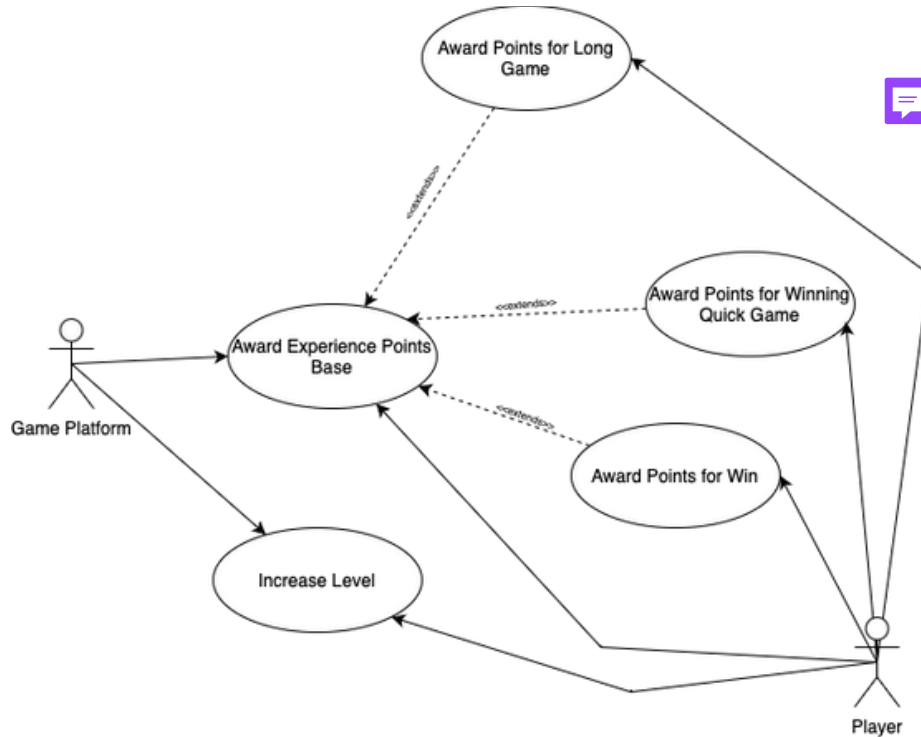 Award Points for Long
Game
<<extends>>
Award Points for Winning
Quick Game
<<extends>>
Award Experience Points
Base
<<extends>>
Game Platform
Award Points for Win
Increase Level
Player